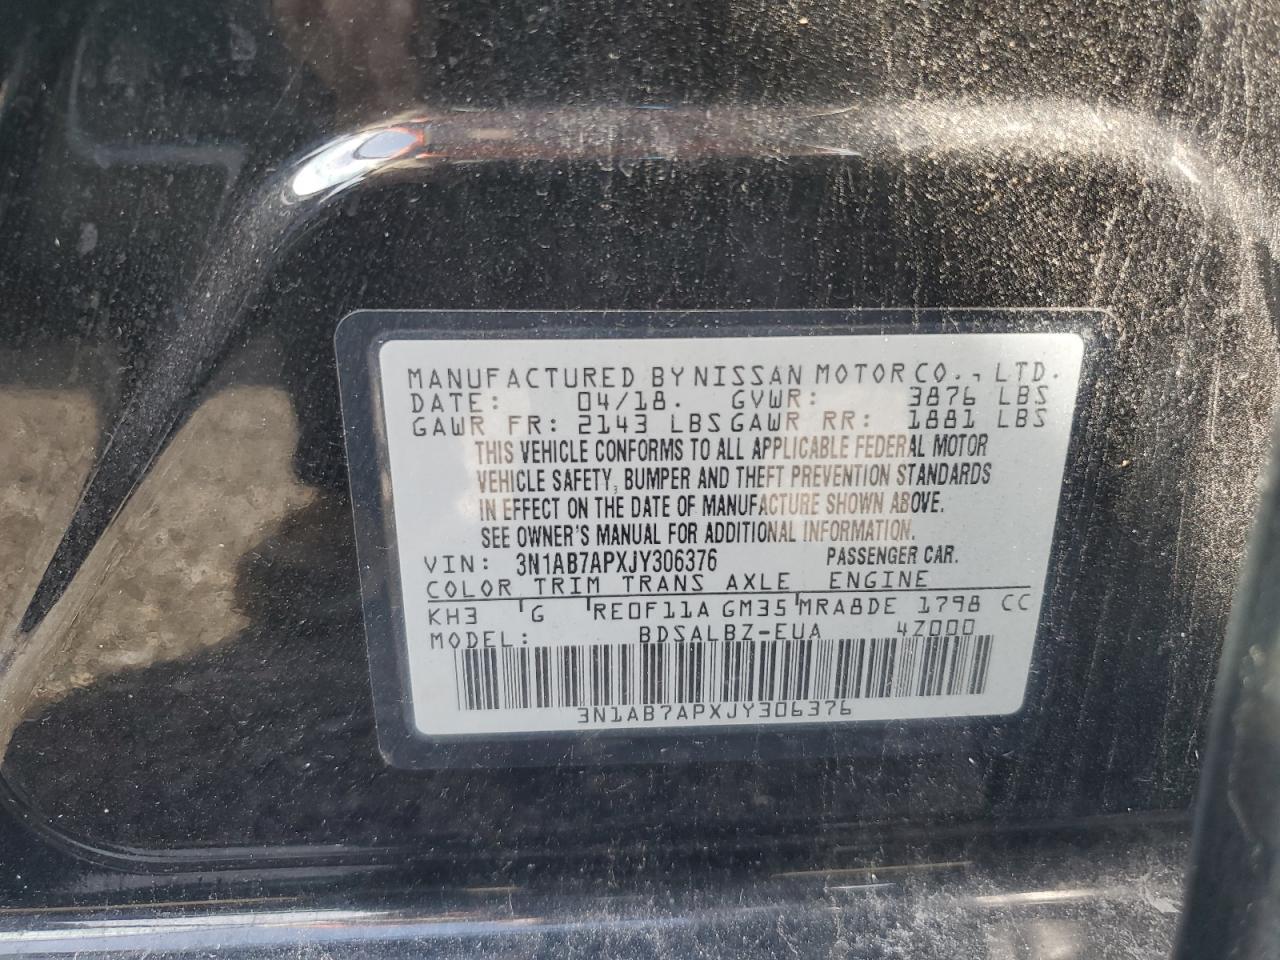 MANUFACTURED BY NISSAN MOTOR CO., LTD.
DATE: 04/18. GVWR: 3876 LBS
GAWR FR: 2143 LBS GAWR RR: 1881 LBS
THIS VEHICLE CONFORMS TO ALL APPLICABLE FEDERAL MOTOR
VEHICLE SAFETY, BUMPER AND THEFT PREVENTION STANDARDS
IN EFFECT ON THE DATE OF MANUFACTURE SHOWN ABOVE.
SEE OWNER'S MANUAL FOR ADDITIONAL INFORMATION.
VIN: 3N1AB7APXJY306376 PASSENGER CAR.
COLOR TRIM TRANS AXLE ENGINE
KH3 G RE0F11A GM35 MRA8DE 1798 CC
MODEL: BDSALBZ-EUA 4Z000
3N1AB7APXJY306376